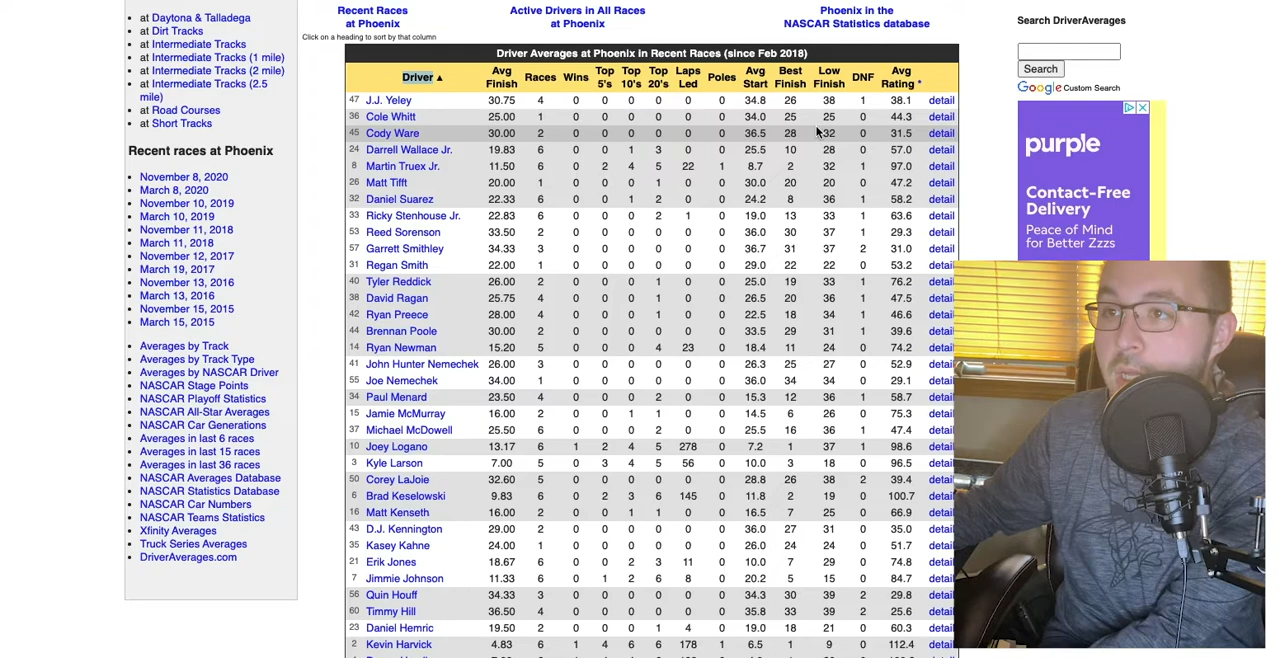 at Daytona & Talladega
at Dirt Tracks
at Intermediate Tracks
at Intermediate Tracks (1 mile)
at Intermediate Tracks (2 mile)
at Intermediate Tracks (2.5
mile)
at Road Courses
at Short Tracks
Recent races at Phoenix
November 8, 2020
March 8, 2020
November 10, 2019
March 10, 2019
November 11, 2018
March 11, 2018
November 12, 2017
March 19, 2017
November 13, 2016
March 13, 2016
November 15, 2015
March 15, 2015
Averages by Track
Averages by Track Type
Averages by NASCAR Driver
NASCAR Stage Points
NASCAR Playoff Statistics
NASCAR All-Star Averages
NASCAR Car Generations
Averages in last 6 races
Averages in last 15 races
Averages in last 36 races
NASCAR Averages Database
NASCAR Statistics Database
NASCAR Car Numbers
NASCAR Teams Statistics
Xfinity Averages
Truck Series Averages
DriverAverages.com
Recent Races
at Phoenix
Active Drivers in All Races
at Phoenix
Phoenix in the
NASCAR Statistics database
Click on a heading to sort by that column
Driver Averages at Phoenix in Recent Races (since Feb 2018)
Driver ▲ Avg Finish Races Wins Top 5's Top 10's Top 20's Laps Led Poles Avg Start Best Finish Low Finish DNF Avg Rating *
47 J.J. Yeley 30.75 4 0 0 0 0 0 0 34.8 26 38 1 38.1 detail
36 Cole Whitt 25.00 1 0 0 0 0 0 0 34.0 25 25 0 44.3 detail
45 Cody Ware 30.00 2 0 0 0 0 0 0 36.5 28 32 0 31.5 detail
24 Darrell Wallace Jr. 19.83 6 0 0 1 3 0 0 25.5 10 28 0 57.0 detail
8 Martin Truex Jr. 11.50 6 0 2 4 5 22 1 8.7 2 32 1 97.0 detail
26 Matt Tifft 20.00 1 0 0 0 1 0 0 30.0 20 20 0 47.2 detail
32 Daniel Suarez 22.33 6 0 0 1 2 0 0 24.2 8 36 1 58.2 detail
33 Ricky Stenhouse Jr. 22.83 6 0 0 0 2 1 0 19.0 13 33 1 63.6 detail
53 Reed Sorenson 33.50 2 0 0 0 0 0 0 36.0 30 37 1 29.3 detail
57 Garrett Smithley 34.33 3 0 0 0 0 0 0 36.7 31 37 2 31.0 detail
31 Regan Smith 22.00 1 0 0 0 0 0 0 29.0 22 22 0 53.2 detail
40 Tyler Reddick 26.00 2 0 0 0 1 0 0 25.0 19 33 1 76.2 detail
38 David Ragan 25.75 4 0 0 0 1 0 0 26.5 20 36 1 47.5 detail
42 Ryan Preece 28.00 4 0 0 0 1 0 0 22.5 18 34 1 46.6 detail
44 Brennan Poole 30.00 2 0 0 0 0 0 0 33.5 29 31 1 39.6 detail
14 Ryan Newman 15.20 5 0 0 0 4 23 0 18.4 11 24 0 74.2 detail
41 John Hunter Nemechek 26.00 3 0 0 0 0 0 0 26.3 25 27 0 52.9 detail
55 Joe Nemechek 34.00 1 0 0 0 0 0 0 36.0 34 34 0 29.1 detail
34 Paul Menard 23.50 4 0 0 0 2 0 0 15.3 12 36 1 58.7 detail
15 Jamie McMurray 16.00 2 0 0 1 1 0 0 14.5 6 26 0 75.3 detail
37 Michael McDowell 25.50 6 0 0 0 2 0 0 25.5 16 36 1 47.4 detail
10 Joey Logano 13.17 6 1 2 4 5 278 0 7.2 1 37 1 98.6 detail
3 Kyle Larson 7.00 5 0 3 4 5 56 0 10.0 3 18 0 96.5 detail
50 Corey LaJoie 32.60 5 0 0 0 0 0 0 28.8 26 38 2 39.4 detail
6 Brad Keselowski 9.83 6 0 2 3 6 145 0 11.8 2 19 0 100.7 detail
16 Matt Kenseth 16.00 2 0 0 1 1 0 0 16.5 7 25 0 66.9 detail
43 D.J. Kennington 29.00 2 0 0 0 0 0 0 36.0 27 31 0 35.0 detail
35 Kasey Kahne 24.00 1 0 0 0 0 0 0 26.0 24 24 0 51.7 detail
21 Erik Jones 18.67 6 0 0 2 3 11 0 10.0 7 29 0 74.8 detail
7 Jimmie Johnson 11.33 6 0 1 2 6 8 0 20.2 5 15 0 84.7 detail
56 Quin Houff 34.33 3 0 0 0 0 0 0 34.3 30 39 2 29.8 detail
60 Timmy Hill 36.50 4 0 0 0 0 0 0 35.8 33 39 2 25.6 detail
23 Daniel Hemric 19.50 2 0 0 0 1 4 0 19.0 18 21 0 60.3 detail
2 Kevin Harvick 4.83 6 1 4 6 6 178 1 6.5 1 9 0 112.4 detail
Search DriverAverages
Search
Google Custom Search
purple
Contact-Free
Delivery
Peace of Mind
for Better Zzzs